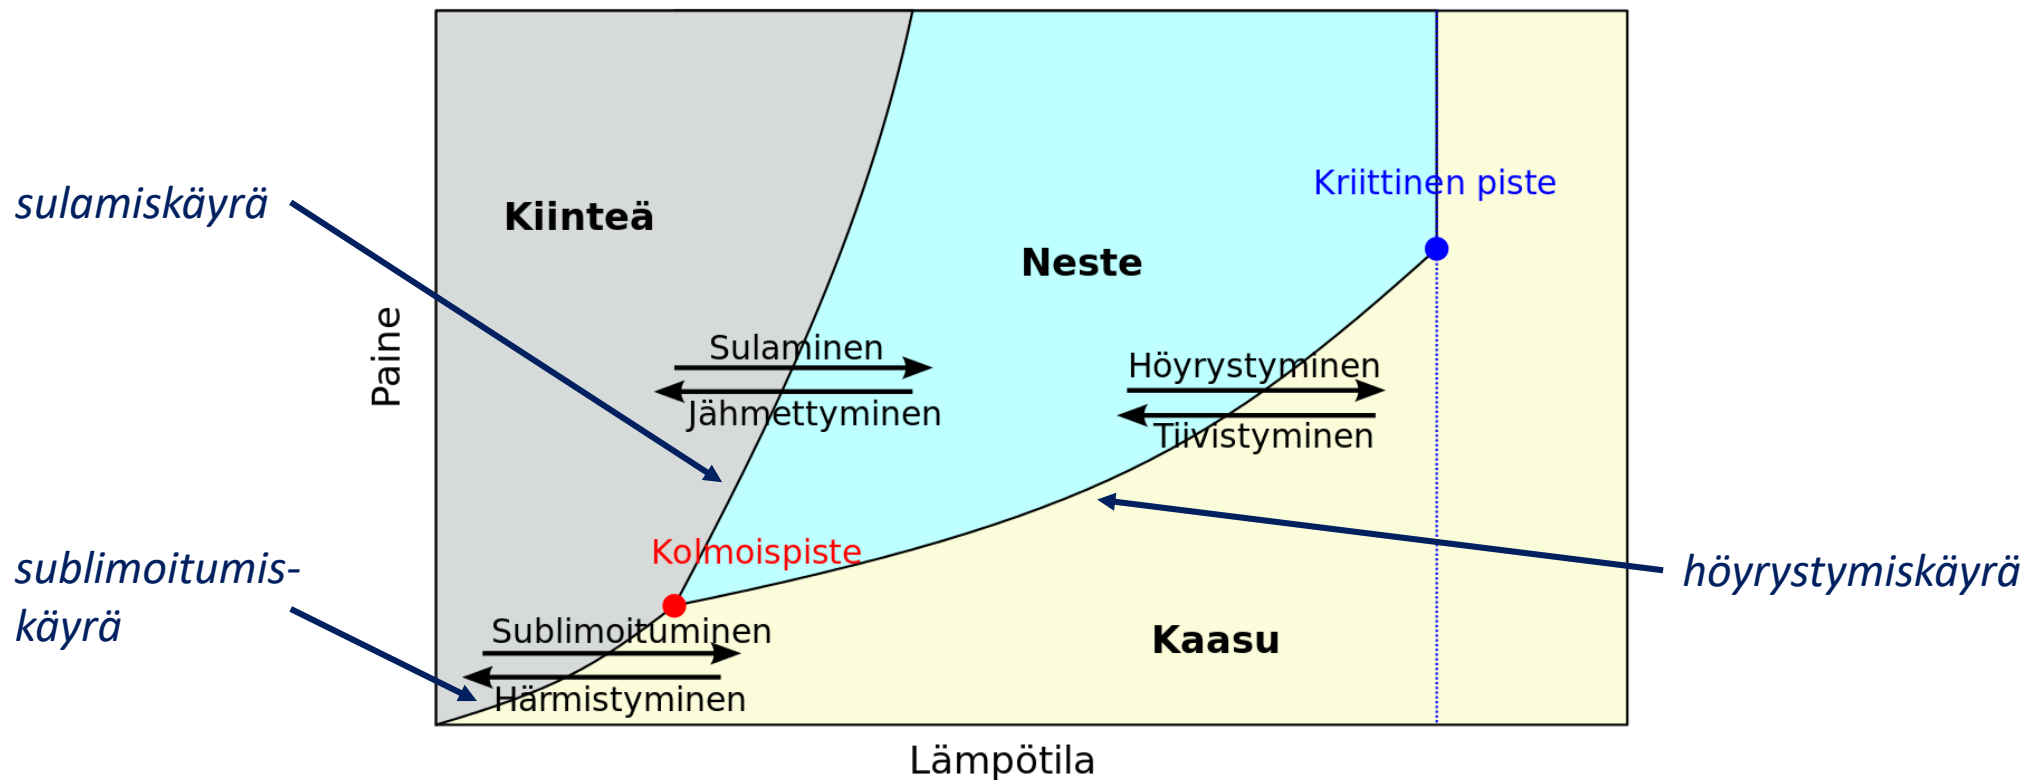 Kriittinen piste
sulamiskäyrä
Kiinteä
Neste
Paine
Sulaminen
Jähmettyminen
Höyrystyminen
Tiivistyminen
Kolmoispiste
sublimoitumis-
käyrä
höyrystymiskäyrä
Sublimoituminen
Härmistyminen
Kaasu
Lämpötila